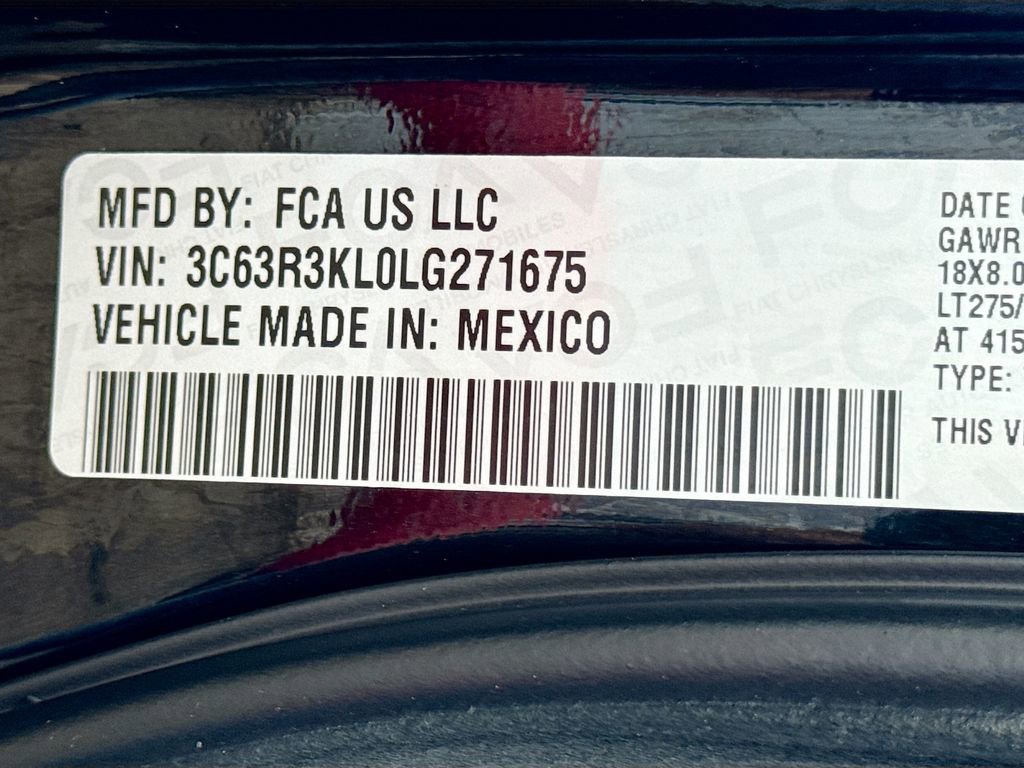 MFD BY: FCA US LLC
VIN: 3C63R3KL0LG271675
VEHICLE MADE IN: MEXICO
DATE
GAWR
18X8.0
LT275/
AT 415
TYPE:
THIS